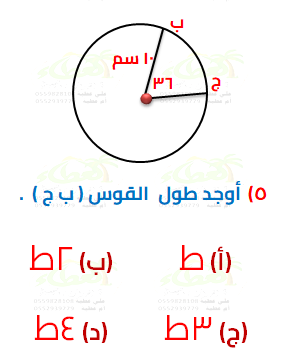 ب
١٠ سم
٣٦
ج
٥) أوجد طول القوس ( ب ج ) .
(أ) ط (ب) ٢ط
(ج) ٣ط (د) ٤ط